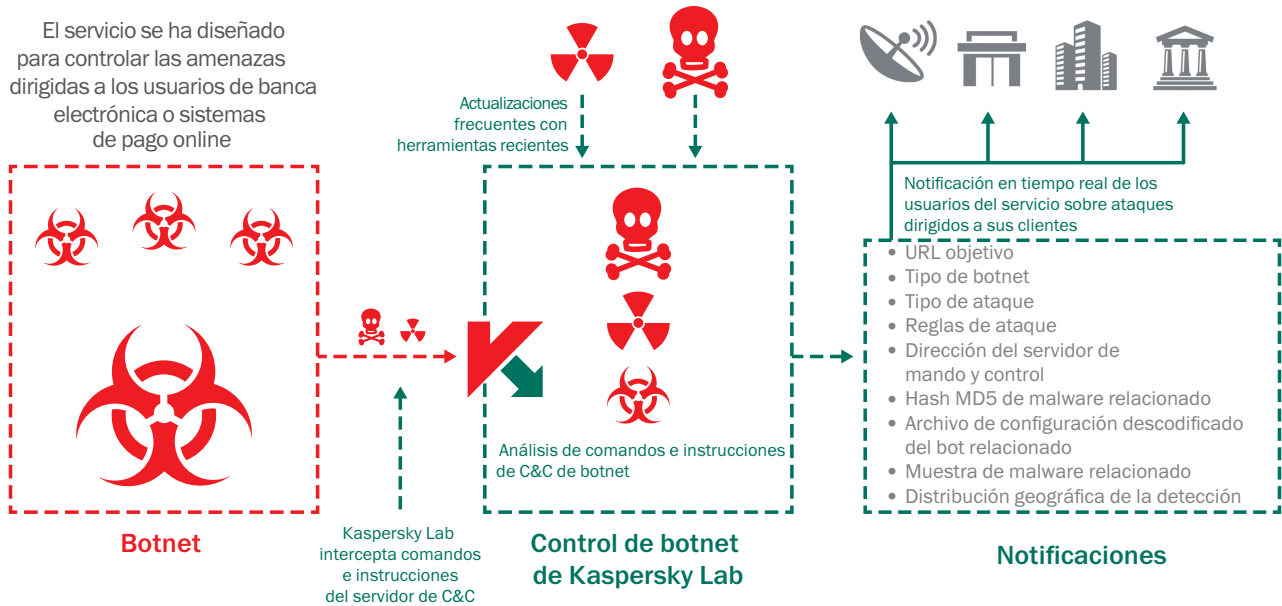 El servicio se ha diseñado
para controlar las amenazas
dirigidas a los usuarios de banca
electrónica o sistemas
de pago online
Botnet
Kaspersky Lab
intercepta comandos
e instrucciones
del servidor de C&C
Actualizaciones
frecuentes con
herramientas recientes
Análisis de comandos e instrucciones
de C&C de botnet
Control de botnet
de Kaspersky Lab
Notificación en tiempo real de los
usuarios del servicio sobre ataques
dirigidos a sus clientes
• URL objetivo
• Tipo de botnet
• Tipo de ataque
• Reglas de ataque
• Dirección del servidor de
mando y control
• Hash MD5 de malware relacionado
• Archivo de configuración descodificado
del bot relacionado
• Muestra de malware relacionado
• Distribución geográfica de la detección
Notificaciones